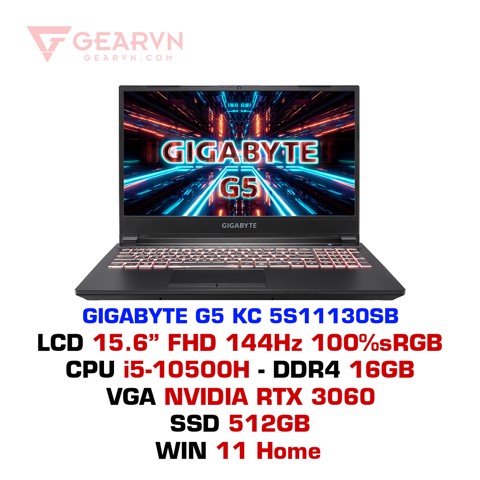 GEARVN
GEARVN.COM
GIGABYTE
G5
GIGABYTE
GIGABYTE G5 KC 5S11130SB
LCD 15.6” FHD 144Hz 100%sRGB
CPU i5-10500H - DDR4 16GB
VGA NVIDIA RTX 3060
SSD 512GB
WIN 11 Home